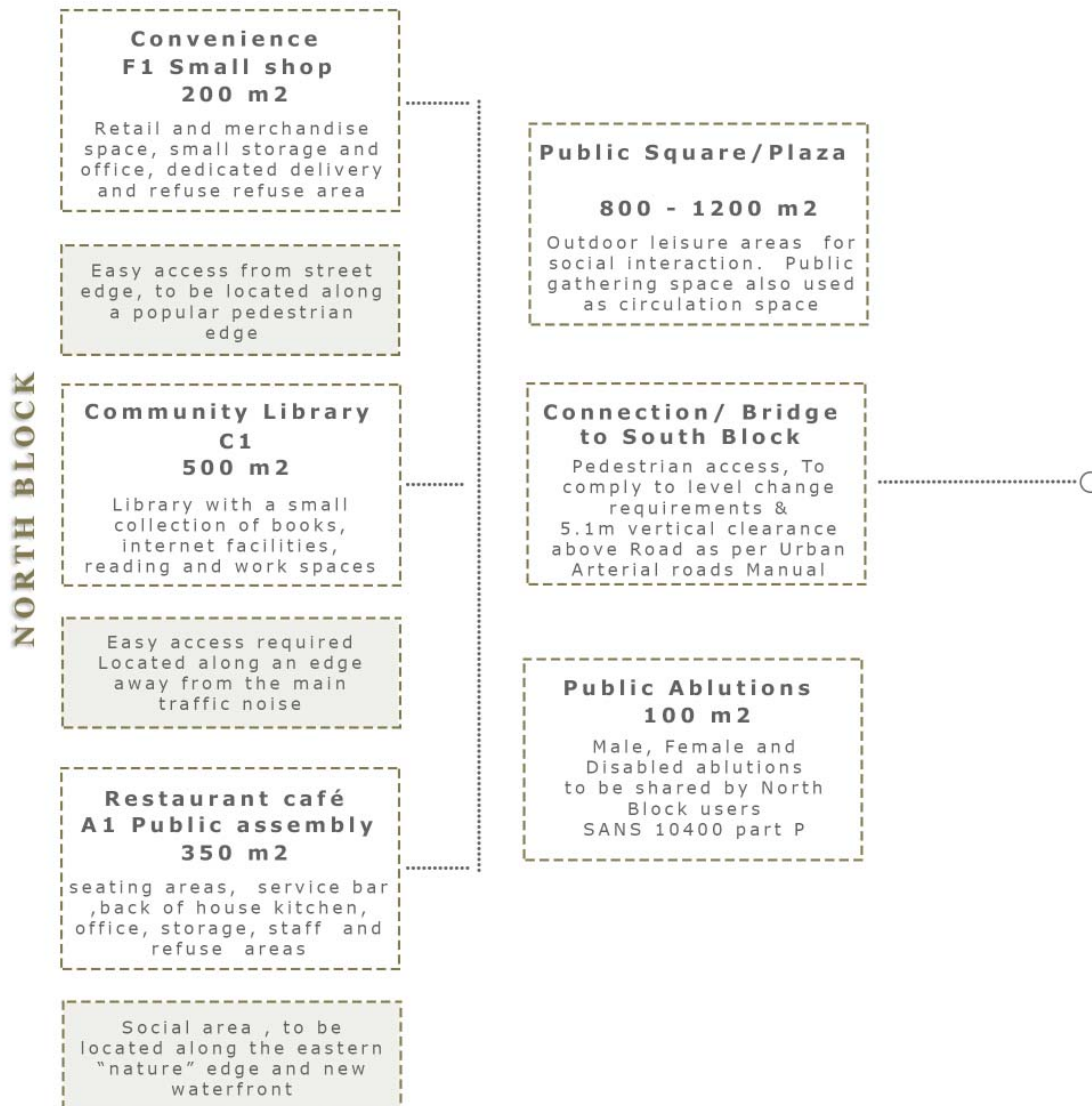 NORTH BLOCK
Convenience
F1 Small shop
200 m2
Retail and merchandise
space, small storage and
office, dedicated delivery
and refuse refuse area
Easy access from street
edge, to be located along
a popular pedestrian
edge
Community Library
C1
500 m2
Library with a small
collection of books,
internet facilities,
reading and work spaces
Easy access required
Located along an edge
away from the main
traffic noise
Restaurant café
A1 Public assembly
350 m2
seating areas, service bar
,back of house kitchen,
office, storage, staff and
refuse areas
Social area , to be
located along the eastern
“nature” edge and new
waterfront
Public Square/Plaza
800 - 1200 m2
Outdoor leisure areas for
social interaction. Public
gathering space also used
as circulation space
Connection/ Bridge
to South Block
Pedestrian access, To
comply to level change
requirements &
5.1m vertical clearance
above Road as per Urban
Arterial roads Manual
Public Ablutions
100 m2
Male, Female and
Disabled ablutions
to be shared by North
Block users
SANS 10400 part P